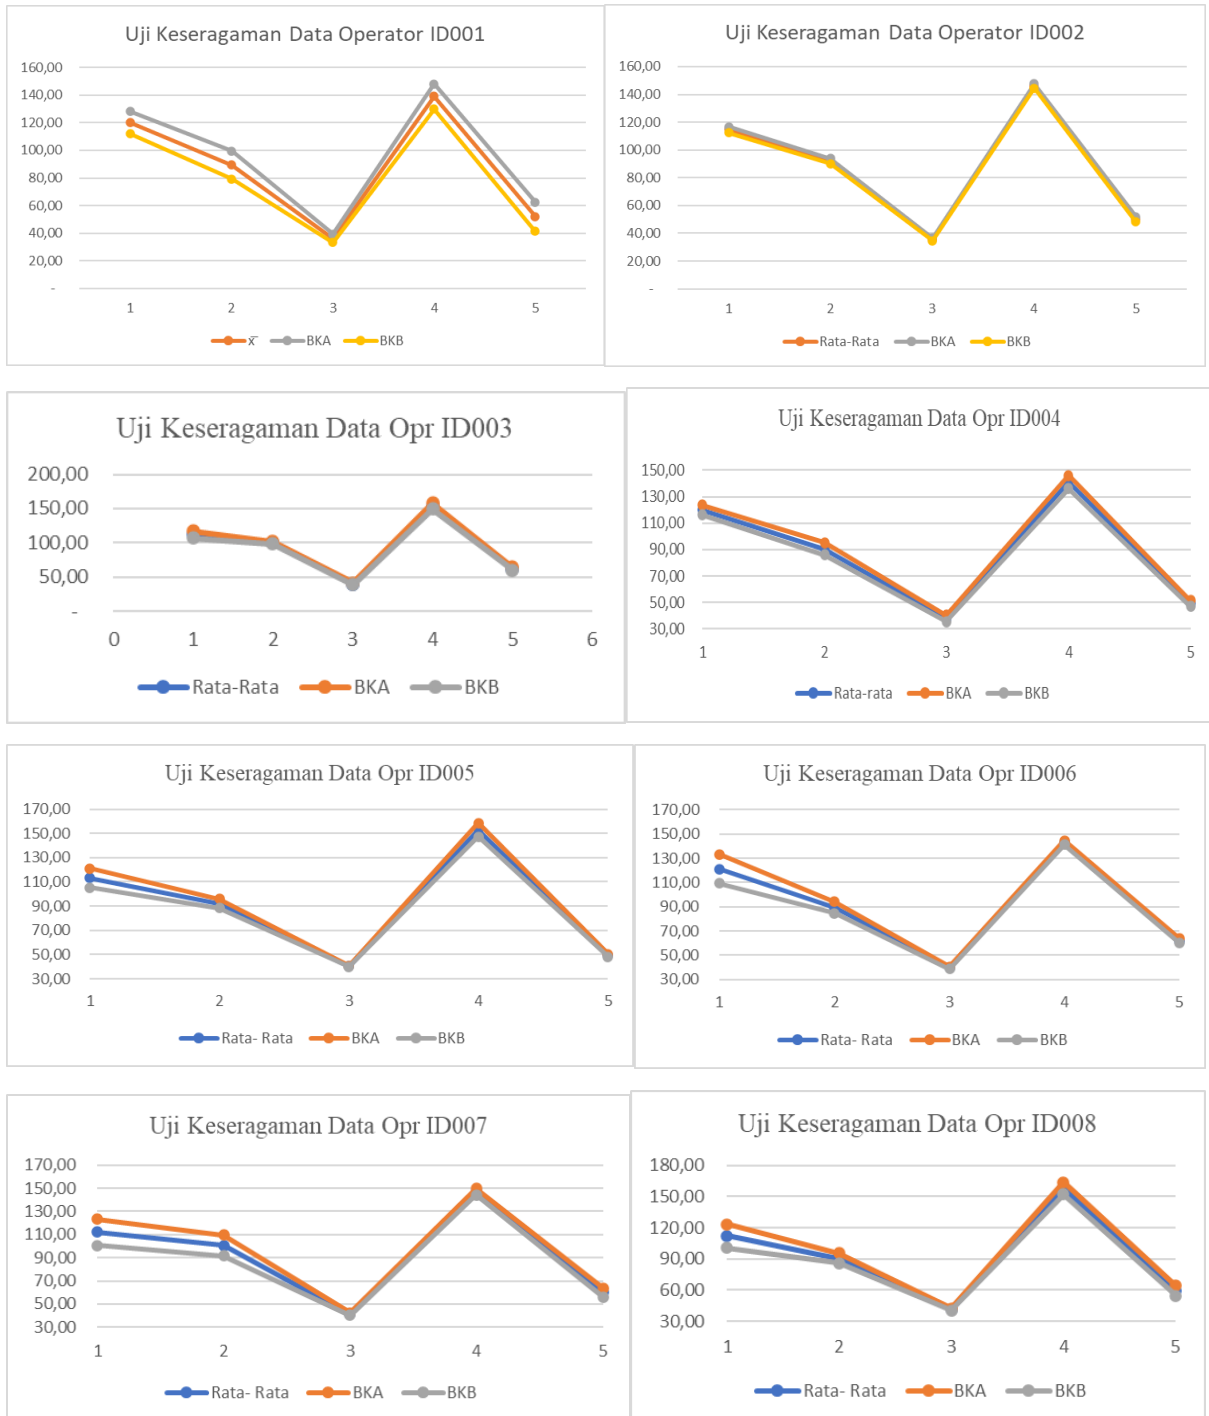 Uji Keseragaman Data Operator ID001
160,00
140,00
120,00
100,00
80,00
60,00
40,00
20,00
-
1 2 3 4 5
x̄ BKA BKB
Uji Keseragaman Data Operator ID002
160,00
140,00
120,00
100,00
80,00
60,00
40,00
20,00
-
1 2 3 4 5
Rata-Rata BKA BKB
Uji Keseragaman Data Opr ID003
200,00
150,00
100,00
50,00
-
0 1 2 3 4 5 6
Rata-Rata BKA BKB
Uji Keseragaman Data Opr ID004
150,00
130,00
110,00
90,00
70,00
50,00
30,00
1 2 3 4 5
Rata-rata BKA BKB
Uji Keseragaman Data Opr ID005
170,00
150,00
130,00
110,00
90,00
70,00
50,00
30,00
1 2 3 4 5
Rata- Rata BKA BKB
Uji Keseragaman Data Opr ID006
170,00
150,00
130,00
110,00
90,00
70,00
50,00
30,00
1 2 3 4 5
Rata- Rata BKA BKB
Uji Keseragaman Data Opr ID007
170,00
150,00
130,00
110,00
90,00
70,00
50,00
30,00
1 2 3 4 5
Rata- Rata BKA BKB
Uji Keseragaman Data Opr ID008
180,00
150,00
120,00
90,00
60,00
30,00
1 2 3 4 5
Rata- Rata BKA BKB